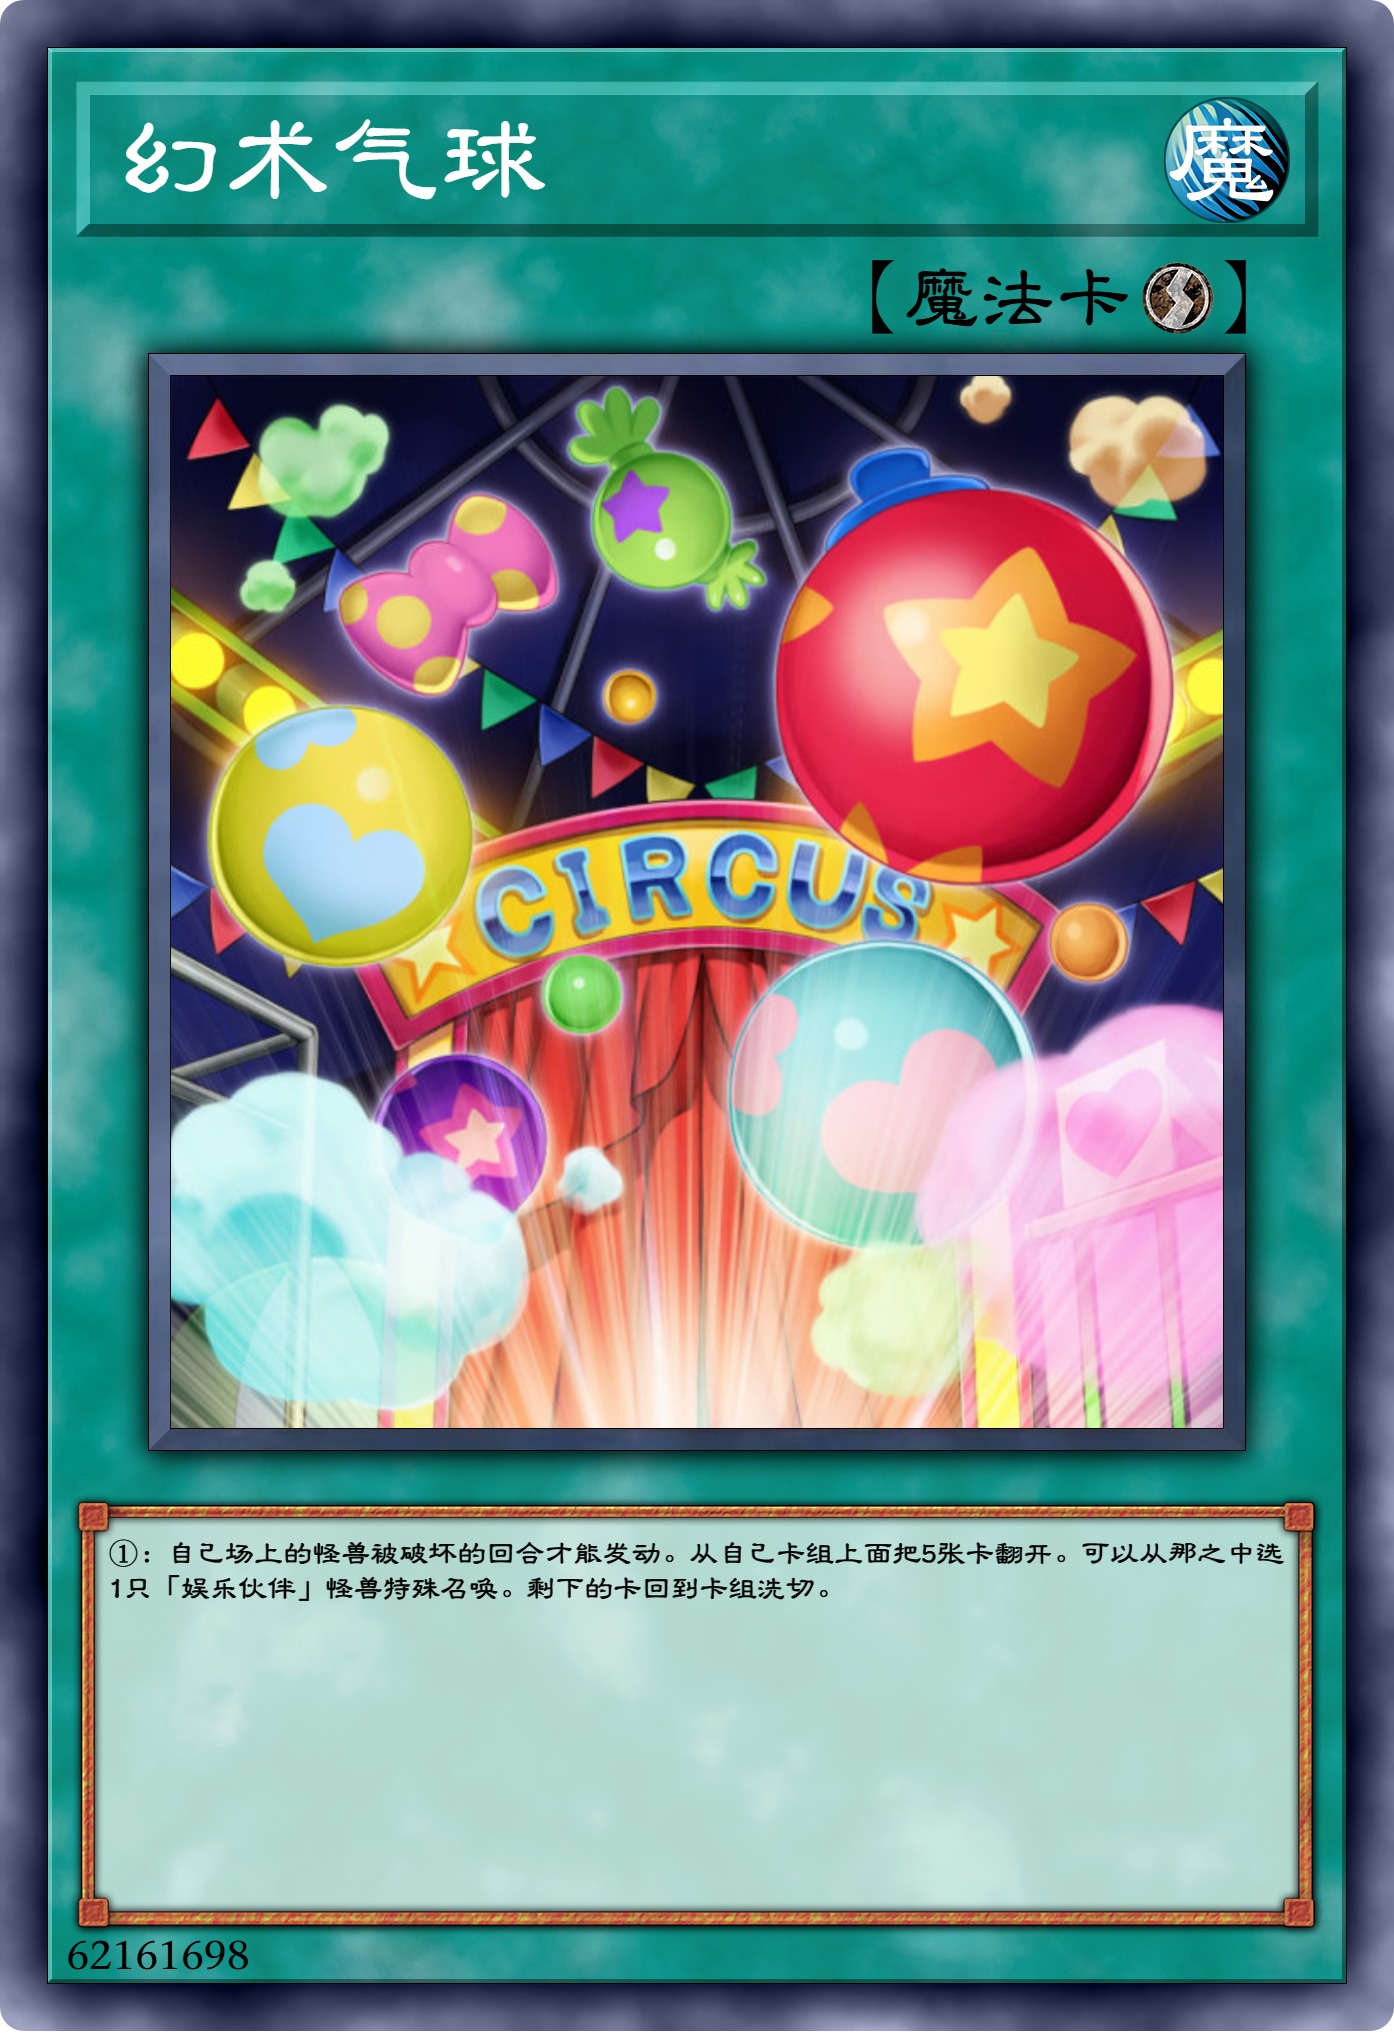 幻术气球
魔
【魔法卡】
CIRCUS
①：自己场上的怪兽被破坏的回合才能发动。从自己卡组上面把5张卡翻开。可以从那之中选
1只「娱乐伙伴」怪兽特殊召唤。剩下的卡回到卡组洗切。
62161698